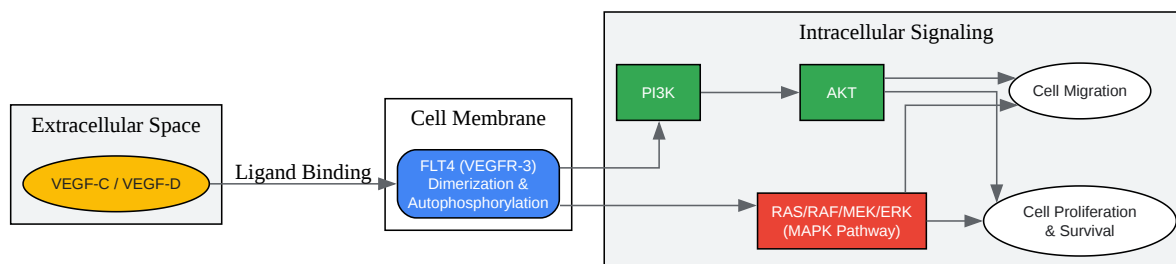 Extracellular Space
VEGF-C / VEGF-D
Ligand Binding
Cell Membrane
FLT4 (VEGFR-3)
Dimerization &
Autophosphorylation
Intracellular Signaling
PI3K
AKT
Cell Migration
RAS/RAF/MEK/ERK
(MAPK Pathway)
Cell Proliferation
& Survival